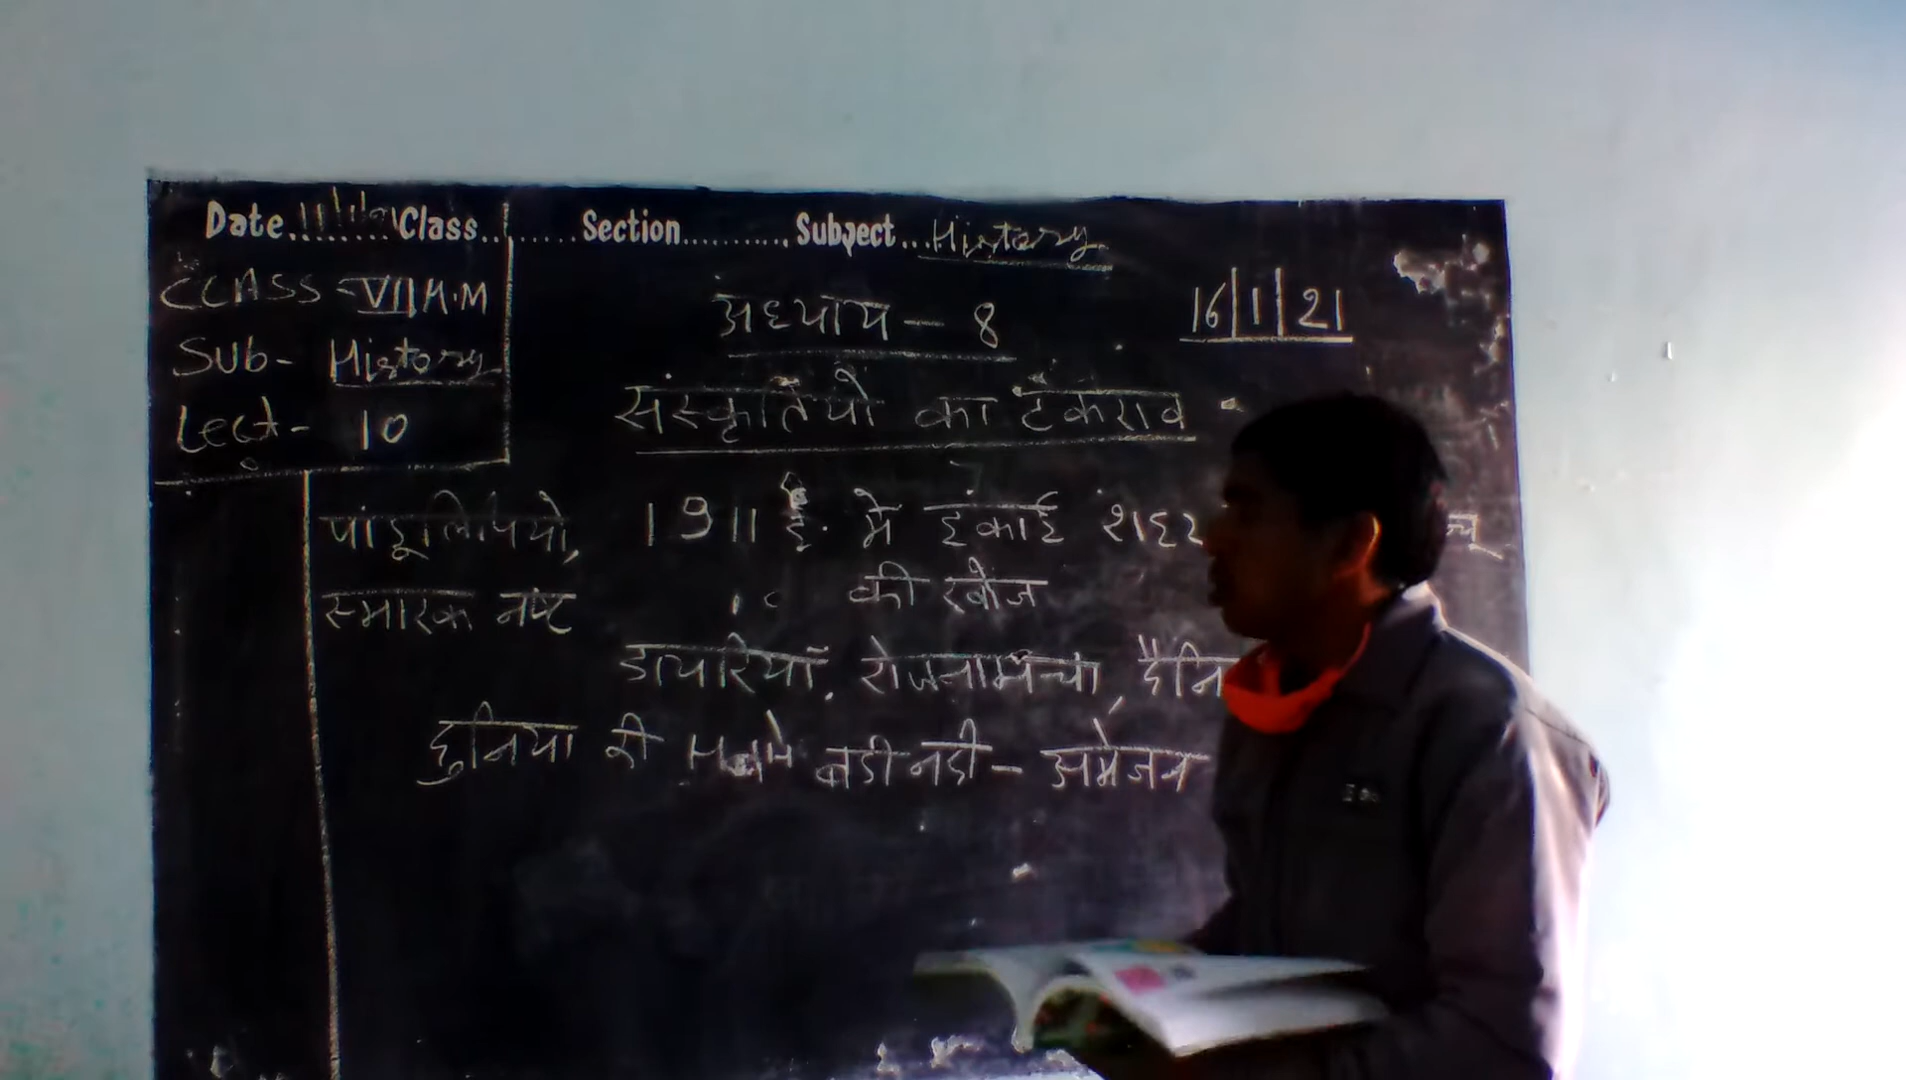 Date........Class......... Section.......... Subject...History
CLASS - VII H.M
Sub- History
Lect- 10
अध्याय - 8
16/1/21
संस्कृतियो का टकराव
पांडूलिपियो,
स्मारक नष्ट
1911 ई. मे इंकाई शहर
की खोज
डायरियाँ, रोजनामचा, दैनि
दुनिया की सबसे बडी नदी - अमेजन